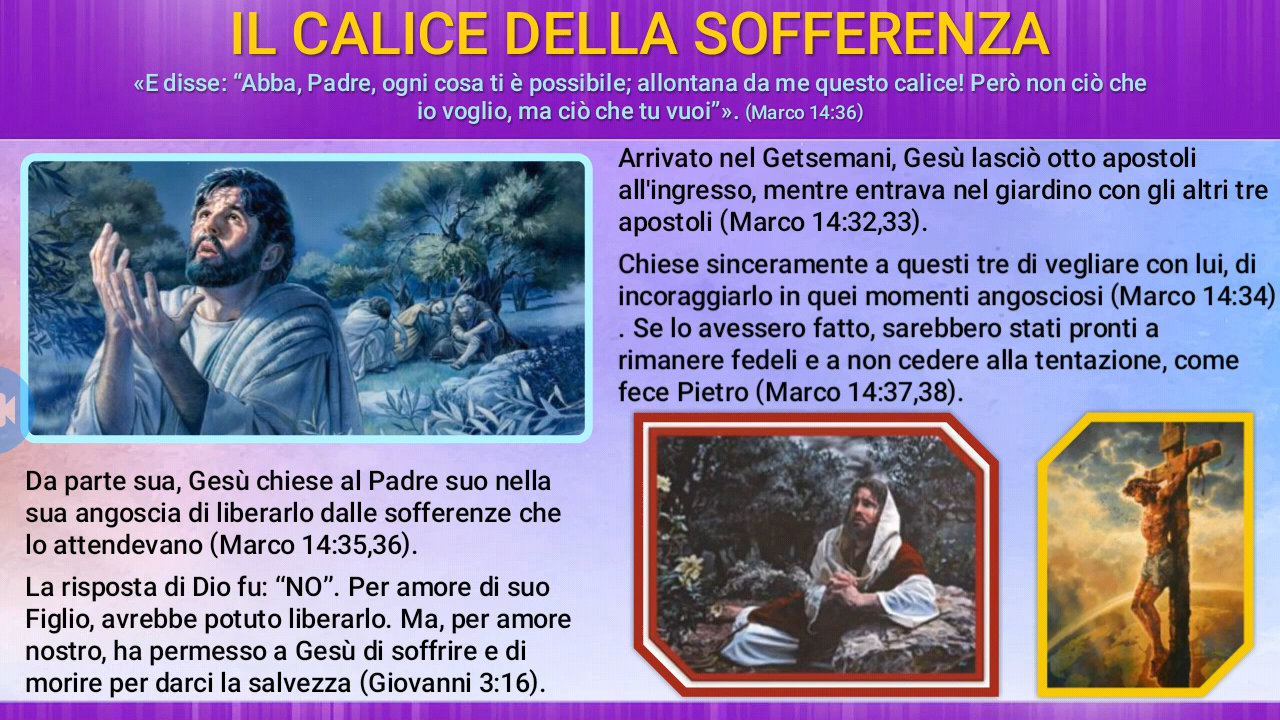 IL CALICE DELLA SOFFERENZA
«E disse: “Abba, Padre, ogni cosa ti è possibile; allontana da me questo calice! Però non ciò che
io voglio, ma ciò che tu vuoi”». (Marco 14:36)
Arrivato nel Getsemani, Gesù lasciò otto apostoli
all'ingresso, mentre entrava nel giardino con gli altri tre
apostoli (Marco 14:32,33).
Chiese sinceramente a questi tre di vegliare con lui, di
incoraggiarlo in quei momenti angosciosi (Marco 14:34)
. Se lo avessero fatto, sarebbero stati pronti a
rimanere fedeli e a non cedere alla tentazione, come
fece Pietro (Marco 14:37,38).
Da parte sua, Gesù chiese al Padre suo nella
sua angoscia di liberarlo dalle sofferenze che
lo attendevano (Marco 14:35,36).
La risposta di Dio fu: “NO”. Per amore di suo
Figlio, avrebbe potuto liberarlo. Ma, per amore
nostro, ha permesso a Gesù di soffrire e di
morire per darci la salvezza (Giovanni 3:16).